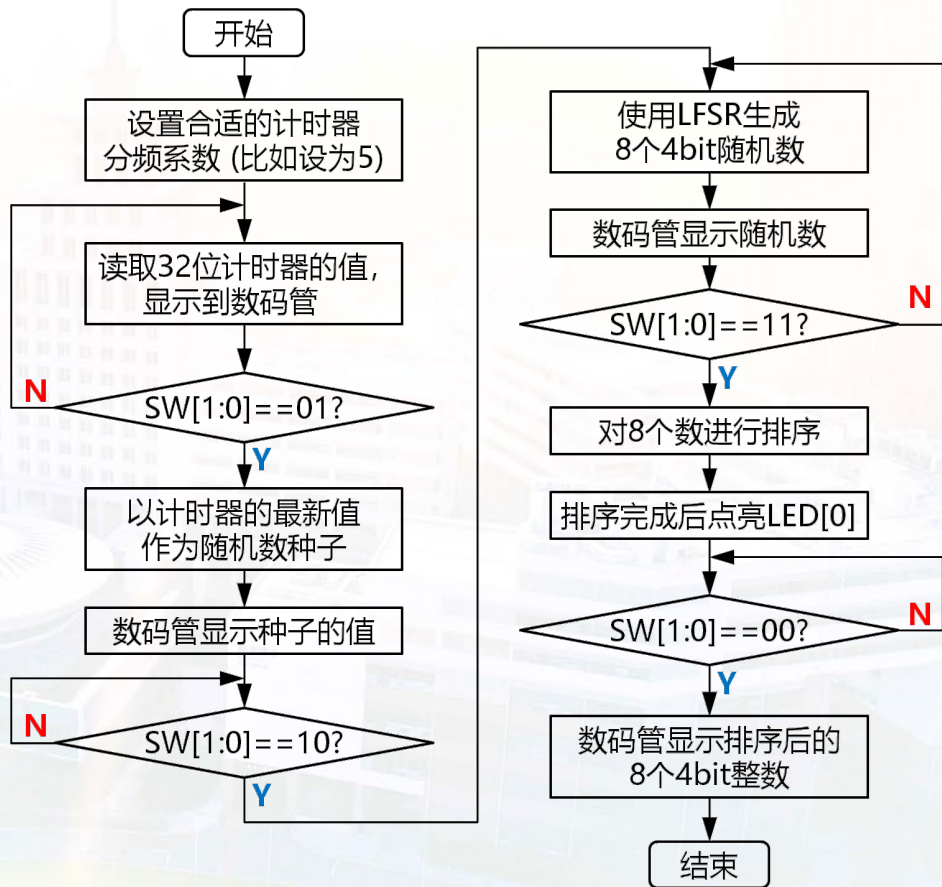 开始
设置合适的计时器
分频系数 (比如设为5)
读取32位计时器的值，
显示到数码管
SW[1:0]==01?
N
Y
以计时器的最新值
作为随机数种子
数码管显示种子的值
SW[1:0]==10?
N
Y
使用LFSR生成
8个4bit随机数
数码管显示随机数
SW[1:0]==11?
N
Y
对8个数进行排序
排序完成后点亮LED[0]
SW[1:0]==00?
N
Y
数码管显示排序后的
8个4bit整数
结束